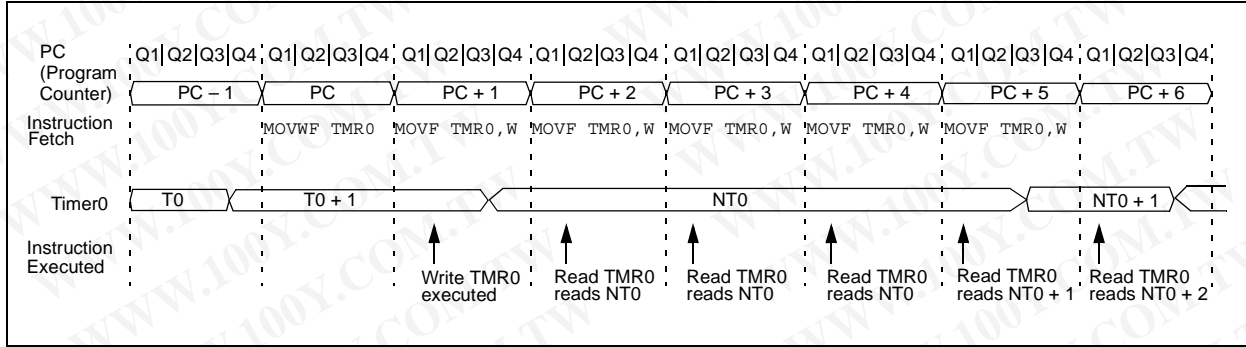 PC
(Program
Counter)
Q1 Q2 Q3 Q4 Q1 Q2 Q3 Q4 Q1 Q2 Q3 Q4 Q1 Q2 Q3 Q4 Q1 Q2 Q3 Q4 Q1 Q2 Q3 Q4 Q1 Q2 Q3 Q4 Q1 Q2 Q3 Q4
PC – 1 PC PC + 1 PC + 2 PC + 3 PC + 4 PC + 5 PC + 6
Instruction
Fetch
MOVWF TMR0 MOVF TMR0,W MOVF TMR0,W MOVF TMR0,W MOVF TMR0,W MOVF TMR0,W
Timer0
T0 T0 + 1 NT0 NT0 + 1
Instruction
Executed
Write TMR0
executed
Read TMR0
reads NT0
Read TMR0
reads NT0
Read TMR0
reads NT0
Read TMR0
reads NT0 + 1
Read TMR0
reads NT0 + 2
WWW.100Y.COM.TW